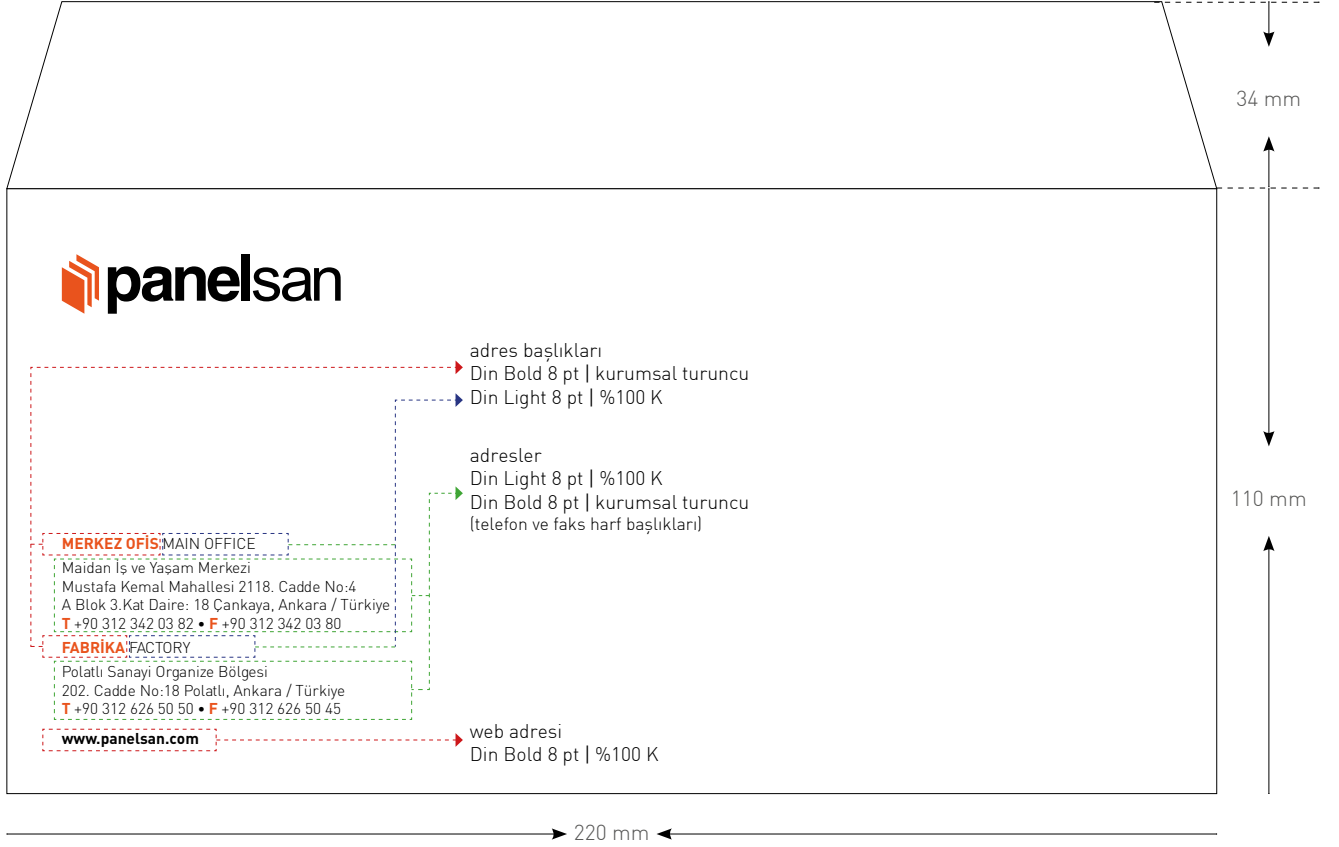 34 mm
panelsan
adres başlıkları
Din Bold 8 pt | kurumsal turuncu
Din Light 8 pt | %100 K
adresler
Din Light 8 pt | %100 K
Din Bold 8 pt | kurumsal turuncu
(telefon ve faks harf başlıkları)
110 mm
MERKEZ OFİS MAIN OFFICE
Maidan İş ve Yaşam Merkezi
Mustafa Kemal Mahallesi 2118. Cadde No:4
A Blok 3.Kat Daire: 18 Çankaya, Ankara / Türkiye
T +90 312 342 03 82 • F +90 312 342 03 80
FABRİKA FACTORY
Polatlı Sanayi Organize Bölgesi
202. Cadde No:18 Polatlı, Ankara / Türkiye
T +90 312 626 50 50 • F +90 312 626 50 45
www.panelsan.com
web adresi
Din Bold 8 pt | %100 K
220 mm